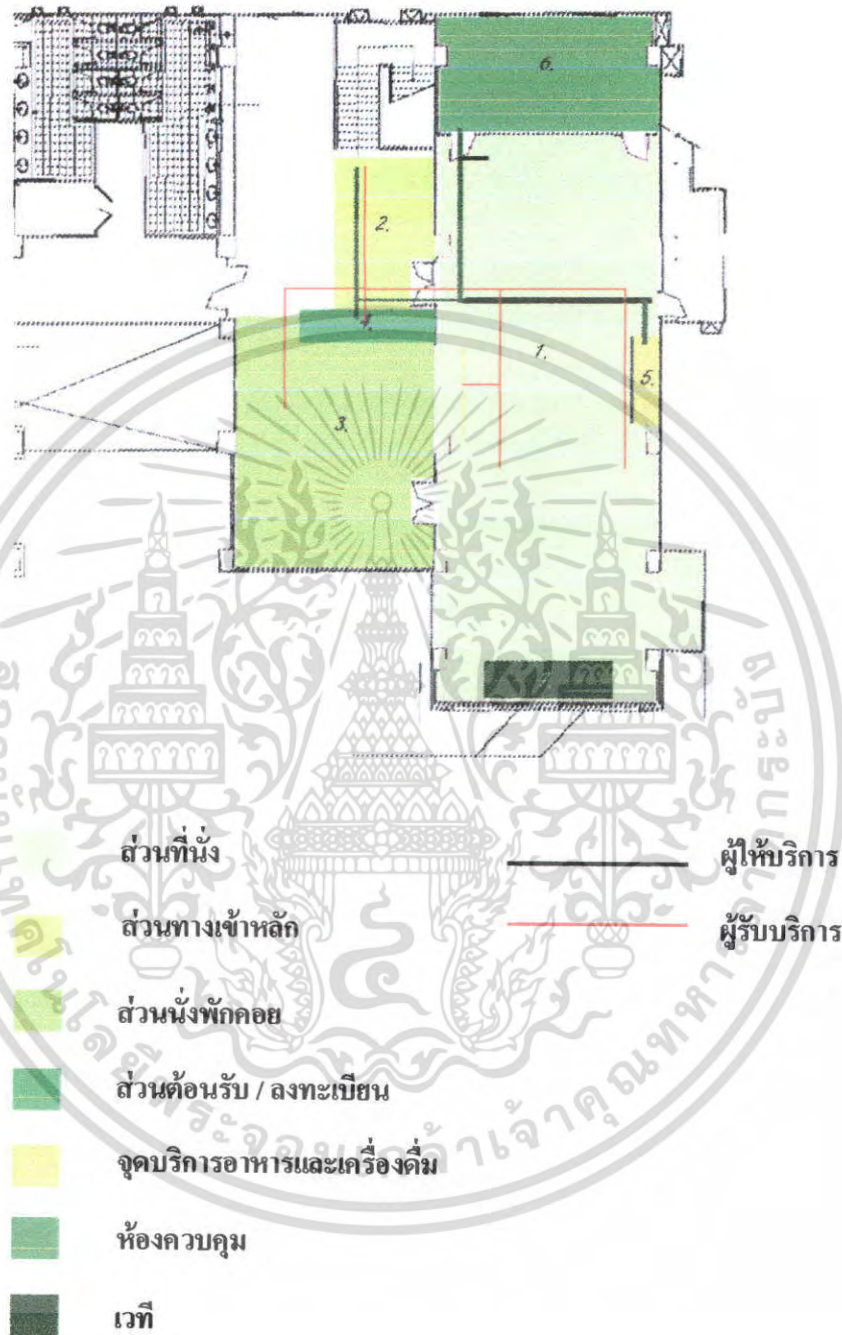 6.
2.
4.
1.
5.
3.
7.
ส่วนที่นั่ง
ผู้ให้บริการ
ส่วนทางเข้าหลัก
ผู้รับบริการ
ส่วนนั่งพักคอย
ส่วนต้อนรับ / ลงทะเบียน
จุดบริการอาหารและเครื่องดื่ม
ห้องควบคุม
เวที